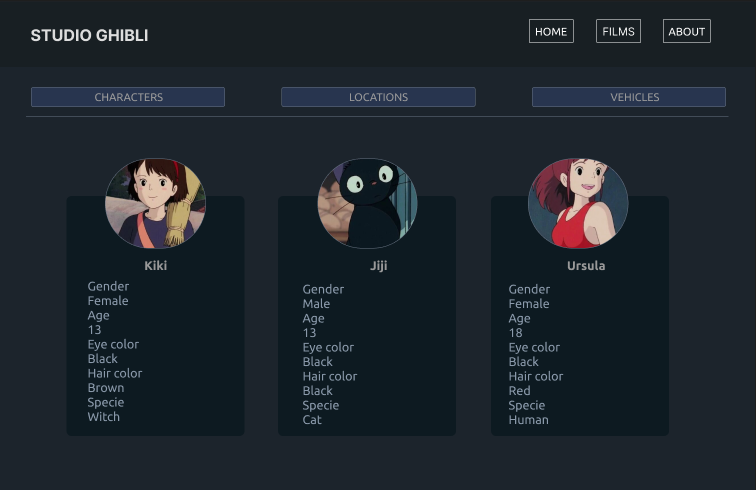 STUDIO GHIBLI
HOME
FILMS
ABOUT
CHARACTERS
LOCATIONS
VEHICLES
Kiki
Gender
Female
Age
13
Eye color
Black
Hair color
Brown
Specie
Witch
Jiji
Gender
Male
Age
13
Eye color
Black
Hair color
Black
Specie
Cat
Ursula
Gender
Female
Age
18
Eye color
Black
Hair color
Red
Specie
Human